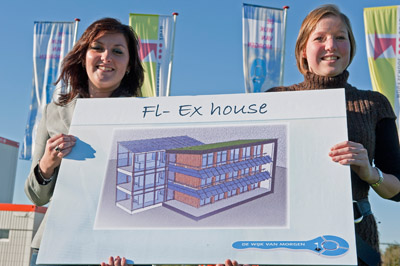 Fl- Ex house
DE WIJK VAN MORGEN